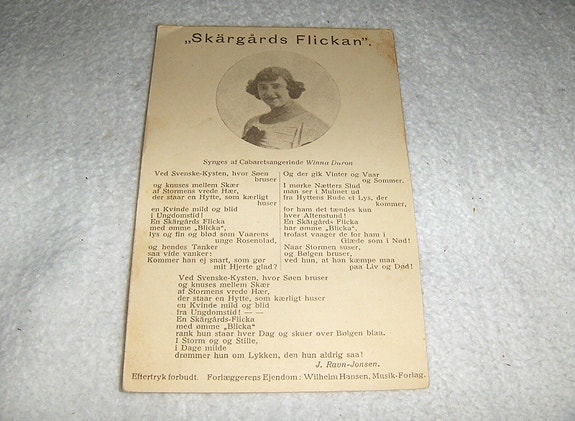 „Skärgårds Flickan".
Synges af Cabaretsangerinde Winna Duron
Ved Svenske-Kysten, hvor Søen
bruser
og knuses mellem Skær
af Stormens vrede Hær,
der staar en Hytte, som kærligt
huser
en Kvinde mild og blid
i Ungdomstid!
En Skärgårds Flicka
med ømme „Blicka",
lys og fin og blød som Vaarens
unge Rosenblad,
og hendes Tanker
saa vide vanker:
Kommer han ej snart, som gør
mit Hjerte glad?
Og der gik Vinter og Vaar
og Sommer.
I mørke Nætters Slud
man ser i Mulmet ud
fra Hyttens Rude et Lys, der
kommer,
for ham det tændes kun
hver Aftenstund!
En Skärgårds-Flicka
har ømme „Blicka",
trofast vaager de for ham i
Glæde som i Nød!
Naar Stormen suser,
og Bølgen bruser,
ved hun, at han kæmpe maa
paa Liv og Død!
Ved Svenske-Kysten, hvor Søen bruser
og knuses mellem Skær
af Stormens vrede Hær,
der staar en Hytte, som kærligt huser
en Kvinde mild og blid
fra Ungdomstid! — —
En Skärgårds-Flicka
med ømme „Blicka"
rank hun staar hver Dag og skuer over Bølgen blaa.
I Storm og og Stille,
i Dage milde
drømmer hun om Lykken, den hun aldrig saa!
J. Ravn-Jonsen.
Eftertryk forbudt. Forlæggerens Ejendom: Wilhelm Hansen, Musik-Forlag.